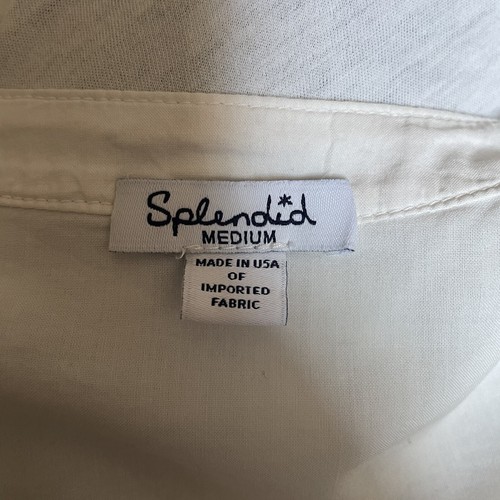 Splendid
MEDIUM
MADE IN USA
OF
IMPORTED
FABRIC